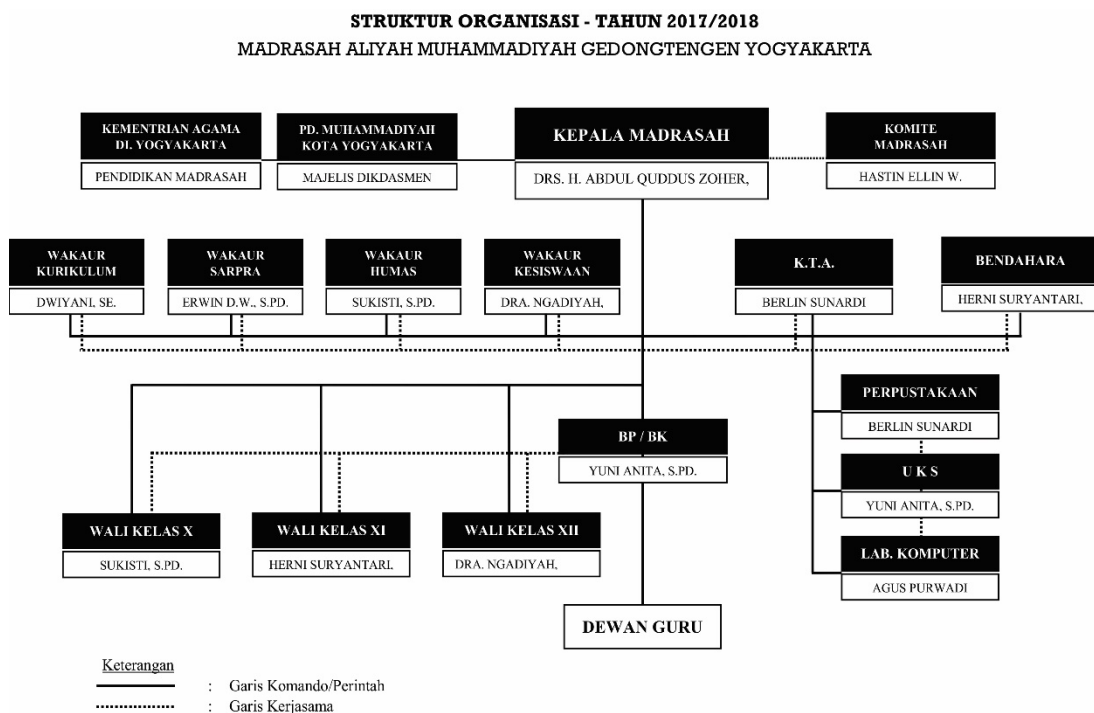 STRUKTUR ORGANISASI - TAHUN 2017/2018
MADRASAH ALIYAH MUHAMMADIYAH GEDONGTENGEN YOGYAKARTA
KEMENTRIAN AGAMA
DI. YOGYAKARTA
PENDIDIKAN MADRASAH
PD. MUHAMMADIYAH
KOTA YOGYAKARTA
MAJELIS DIKDASMEN
KEPALA MADRASAH
DRS. H. ABDUL QUDDUS ZOHER,
KOMITE
MADRASAH
HASTIN ELLIN W.
WAKAUR
KURIKULUM
DWIYANI, SE.
WAKAUR
SARPRA
ERWIN D.W., S.PD.
WAKAUR
HUMAS
SUKISTI, S.PD.
WAKAUR
KESISWAAN
DRA. NGADIYAH,
K.T.A.
BERLIN SUNARDI
BENDAHARA
HERNI SURYANTARI,
PERPUSTAKAAN
BERLIN SUNARDI
BP / BK
YUNI ANITA, S.PD.
U K S
YUNI ANITA, S.PD.
WALI KELAS X
SUKISTI, S.PD.
WALI KELAS XI
HERNI SURYANTARI,
WALI KELAS XII
DRA. NGADIYAH,
LAB. KOMPUTER
AGUS PURWADI
DEWAN GURU
Keterangan
: Garis Komando/Perintah
: Garis Kerjasama